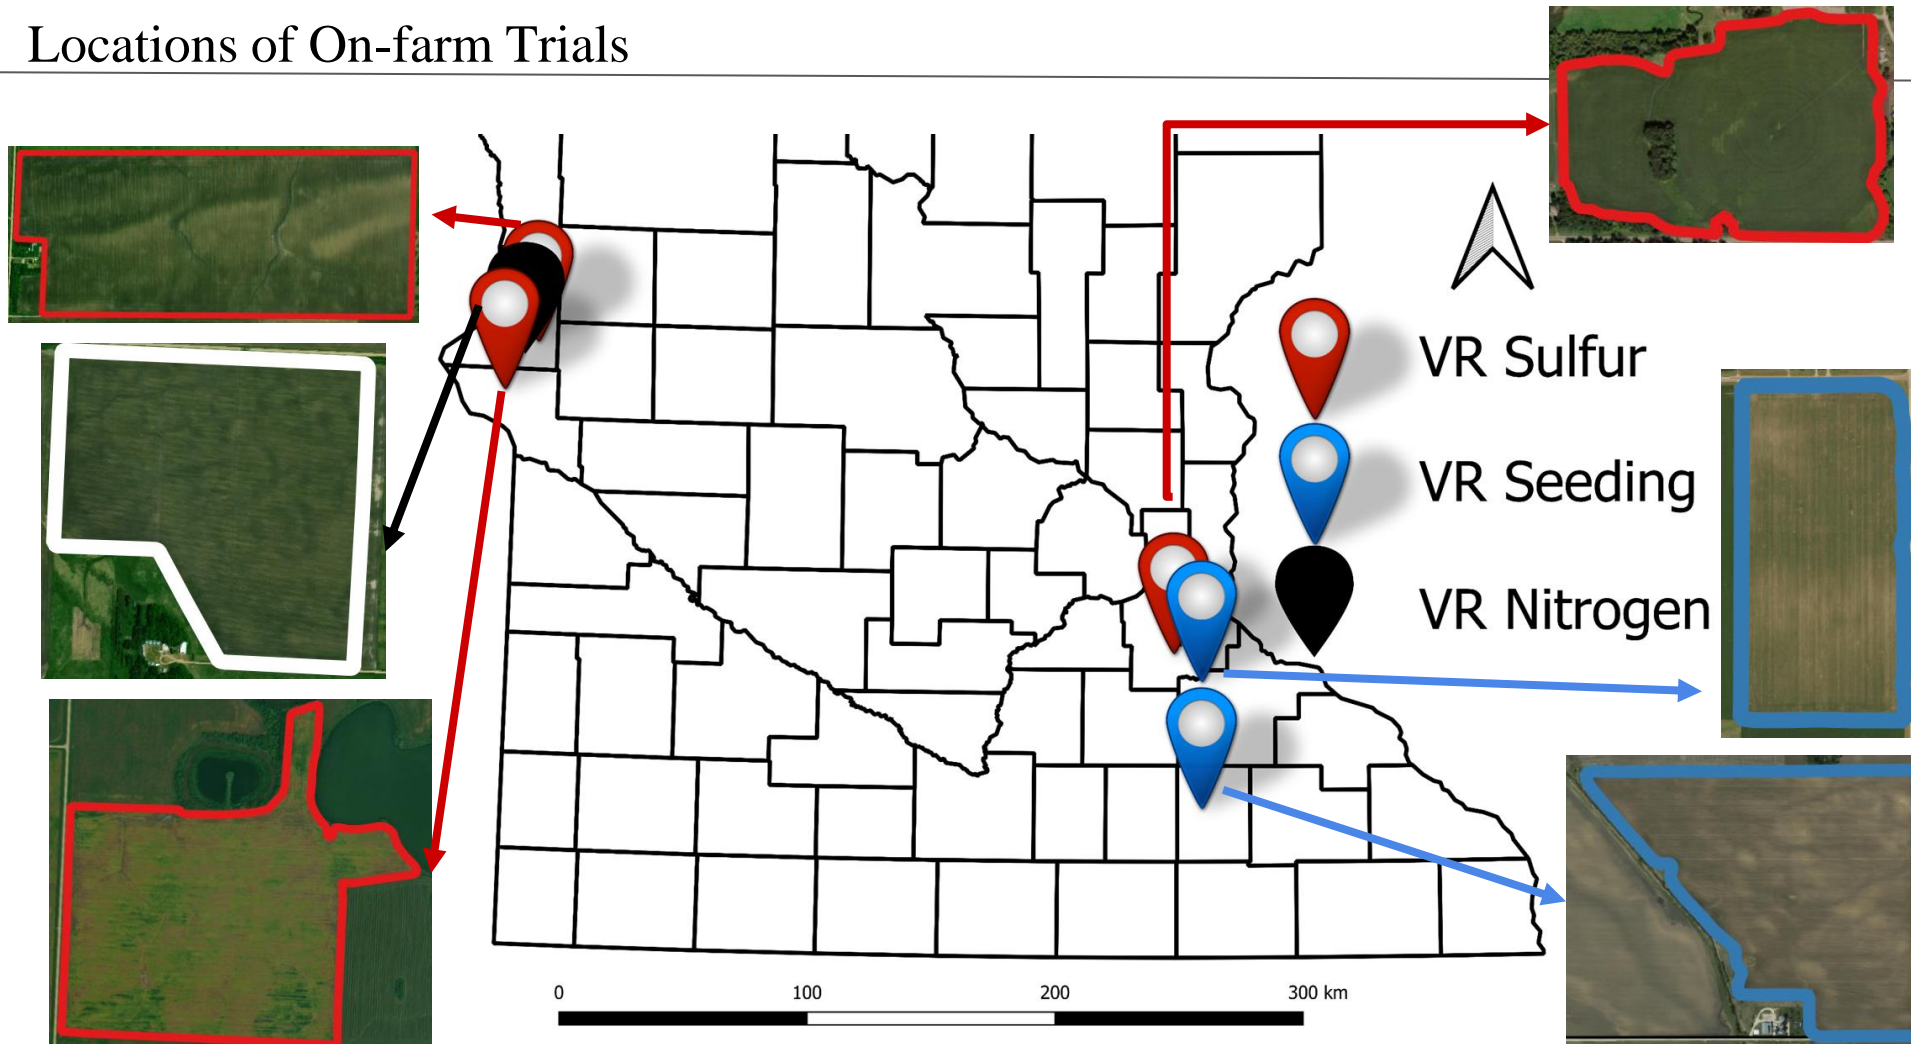 Locations of On-farm Trials
VR Sulfur
VR Seeding
VR Nitrogen
0 100 200 300 km